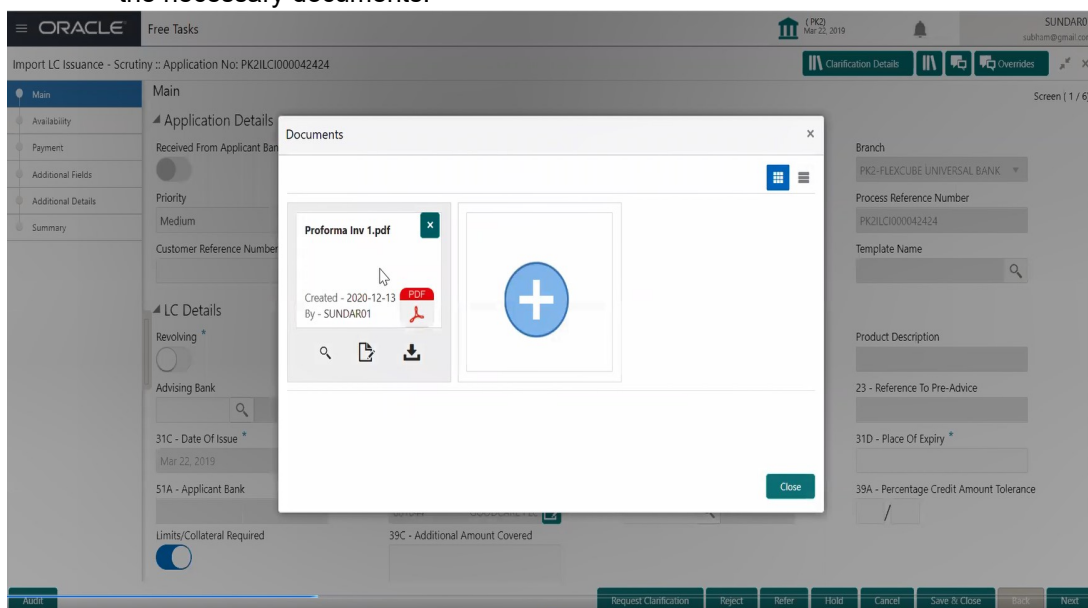 the necessary documents.
ORACLE Free Tasks
( PK2)
Mar 22, 2019
SUNDAR0
subham@gmail.com
Import LC Issuance - Scrutiny :: Application No: PK2ILCI000042424
Clarification Details
Overrides
Main
Availability
Payment
Additional Fields
Additional Details
Summary
Main
Screen ( 1 / 6)
Application Details
Received From Applicant Ban
Branch
PK2-FLEXCUBE UNIVERSAL BANK
Priority
Medium
Process Reference Number
PK2ILCI000042424
Customer Reference Number
Template Name
LC Details
Revolving *
Product Description
Advising Bank
23 - Reference To Pre-Advice
31C - Date Of Issue *
Mar 22, 2019
31D - Place Of Expiry *
51A - Applicant Bank
39A - Percentage Credit Amount Tolerance
/
Limits/Collateral Required
39C - Additional Amount Covered
Documents
×
Proforma Inv 1.pdf
×
Created - 2020-12-13
By - SUNDAR01
PDF
Close
Audit
Request Clarification Reject Refer Hold Cancel Save & Close Back Next